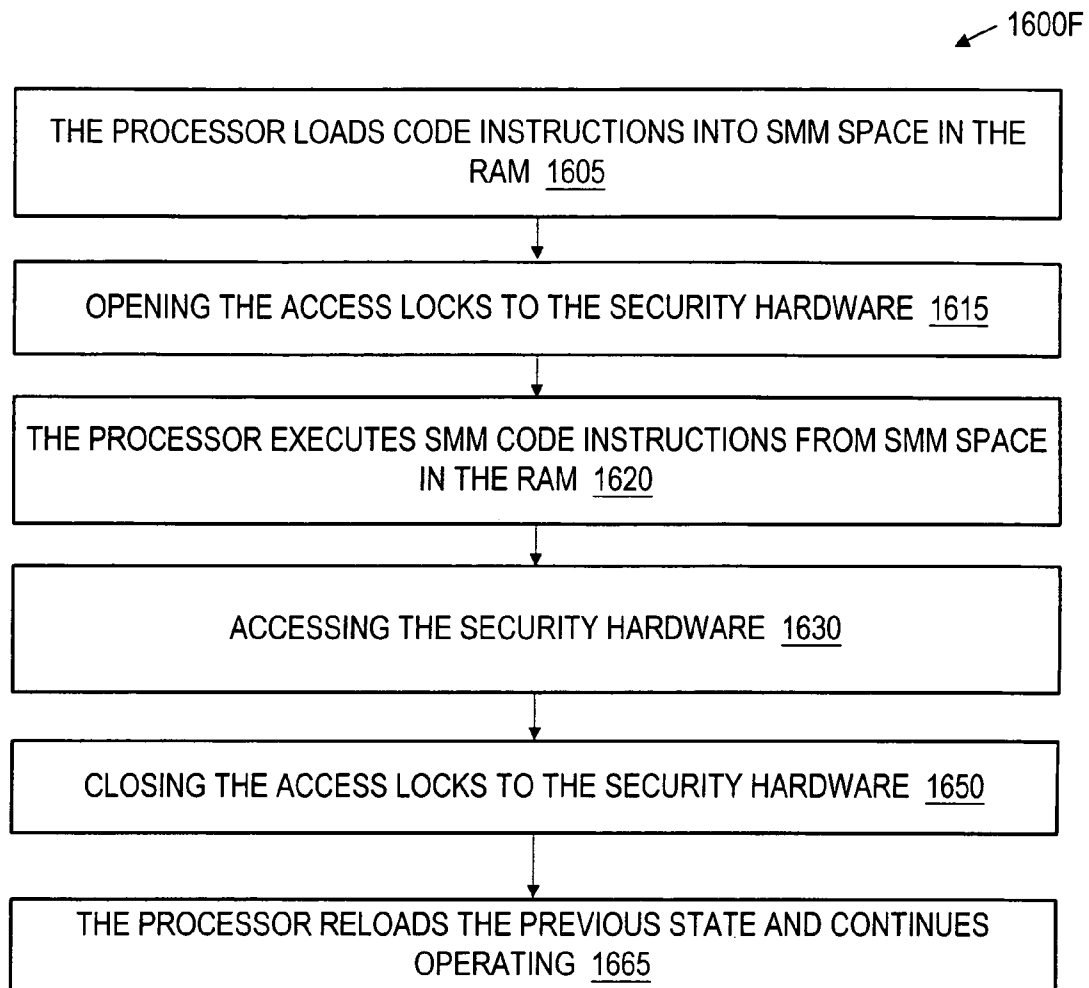 1600F
THE PROCESSOR LOADS CODE INSTRUCTIONS INTO SMM SPACE IN THE
RAM 1605
OPENING THE ACCESS LOCKS TO THE SECURITY HARDWARE 1615
THE PROCESSOR EXECUTES SMM CODE INSTRUCTIONS FROM SMM SPACE
IN THE RAM 1620
ACCESSING THE SECURITY HARDWARE 1630
CLOSING THE ACCESS LOCKS TO THE SECURITY HARDWARE 1650
THE PROCESSOR RELOADS THE PREVIOUS STATE AND CONTINUES
OPERATING 1665